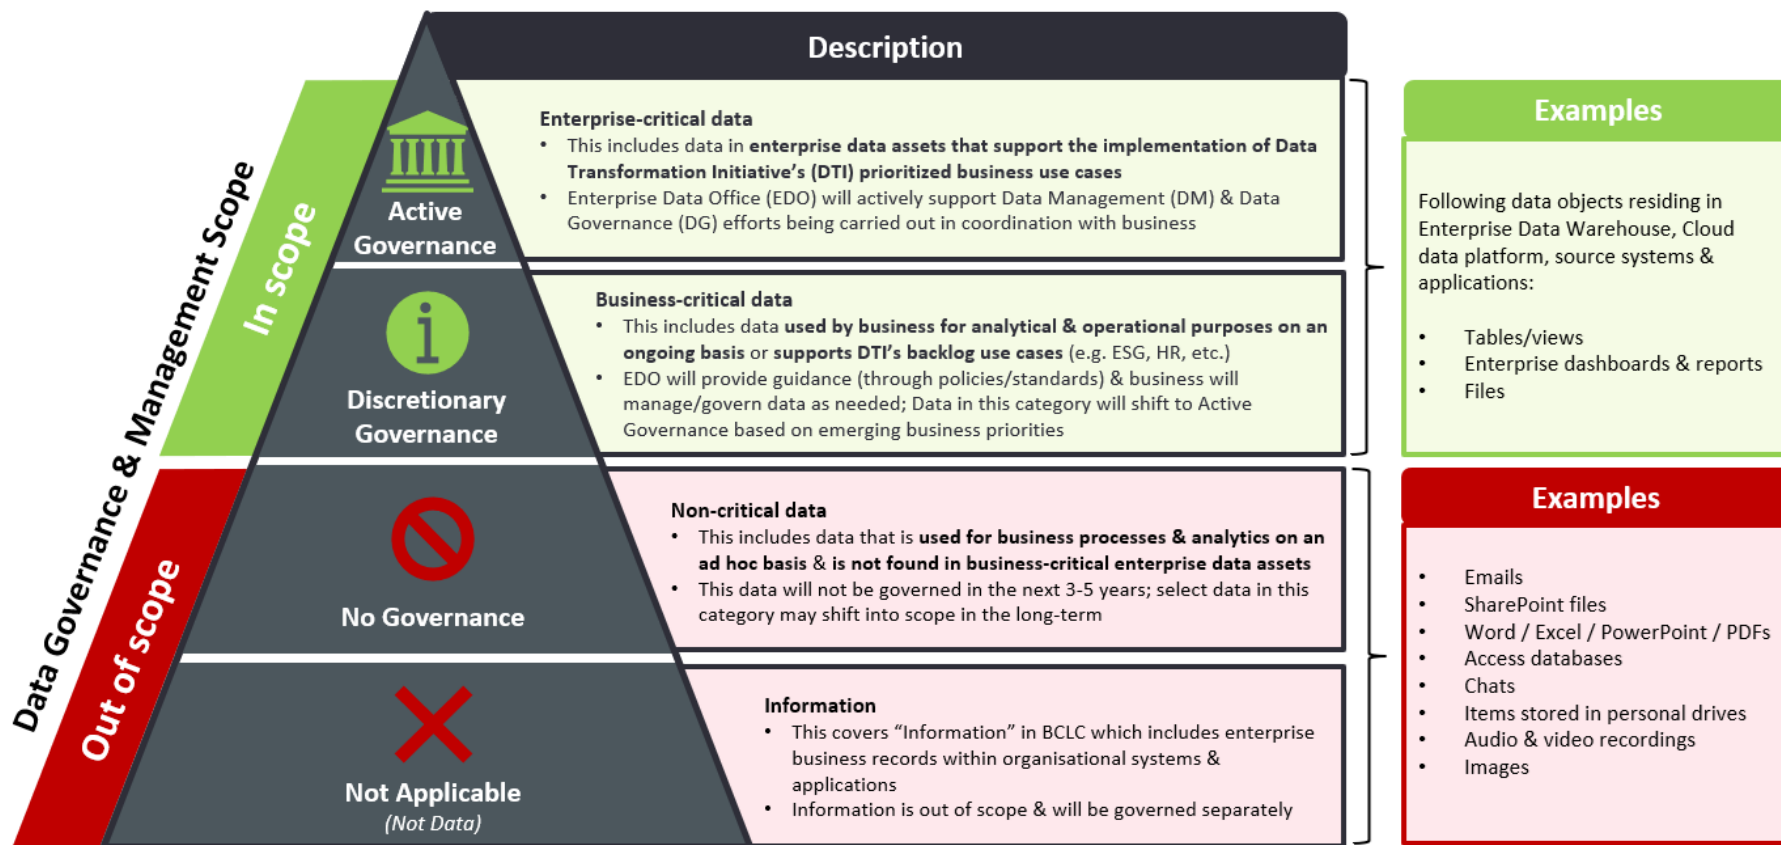 Description
Data Governance & Management Scope
In scope
Active
Governance
Enterprise-critical data
• This includes data in enterprise data assets that support the implementation of Data
Transformation Initiative's (DTI) prioritized business use cases
• Enterprise Data Office (EDO) will actively support Data Management (DM) & Data
Governance (DG) efforts being carried out in coordination with business
Discretionary
Governance
Business-critical data
• This includes data used by business for analytical & operational purposes on an
ongoing basis or supports DTI's backlog use cases (e.g. ESG, HR, etc.)
• EDO will provide guidance (through policies/standards) & business will
manage/govern data as needed; Data in this category will shift to Active
Governance based on emerging business priorities
Examples
Following data objects residing in
Enterprise Data Warehouse, Cloud
data platform, source systems &
applications:
• Tables/views
• Enterprise dashboards & reports
• Files
Out of scope
No Governance
Non-critical data
• This includes data that is used for business processes & analytics on an
ad hoc basis & is not found in business-critical enterprise data assets
• This data will not be governed in the next 3-5 years; select data in this
category may shift into scope in the long-term
Not Applicable
(Not Data)
Information
• This covers "Information" in BCLC which includes enterprise
business records within organisational systems &
applications
• Information is out of scope & will be governed separately
Examples
• Emails
• SharePoint files
• Word / Excel / PowerPoint / PDFs
• Access databases
• Chats
• Items stored in personal drives
• Audio & video recordings
• Images